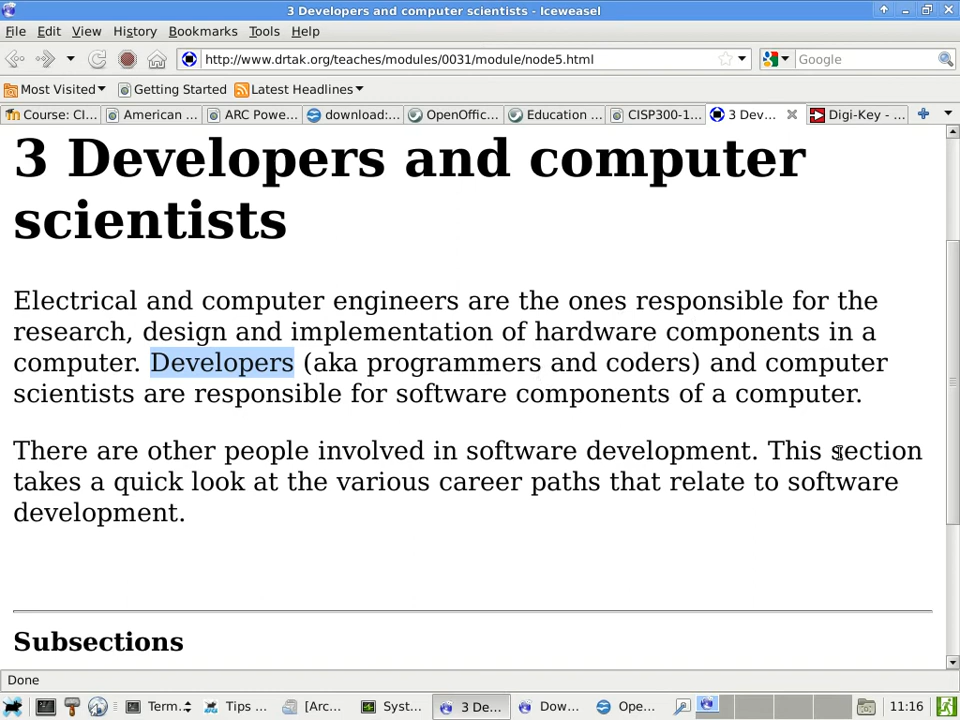 3 Developers and computer scientists - Iceweasel
File Edit View History Bookmarks Tools Help
http://www.drtak.org/teaches/modules/0031/module/node5.html
Google
Most Visited Getting Started Latest Headlines
Course: CI... American ... ARC Powe... download:... OpenOffic... Education ... CISP300-1... 3 Dev... Digi-Key - ...
3 Developers and computer
scientists
Electrical and computer engineers are the ones responsible for the
research, design and implementation of hardware components in a
computer. Developers (aka programmers and coders) and computer
scientists are responsible for software components of a computer.
There are other people involved in software development. This section
takes a quick look at the various career paths that relate to software
development.
Subsections
Done
Term... Tips ... [Arc... Syst... 3 De... Dow... Ope... 11:16